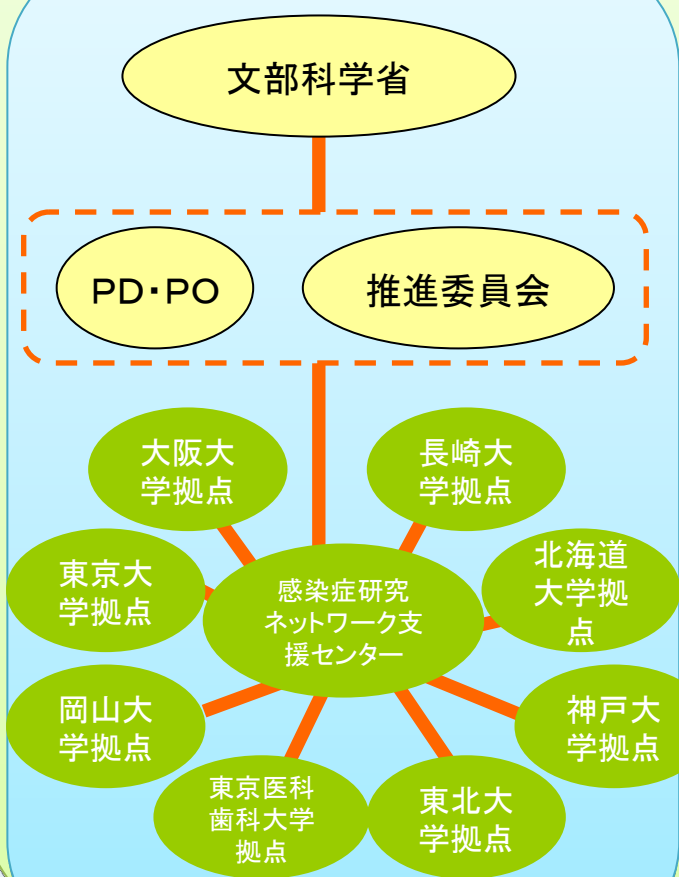 文部科学省
PD・PO
推進委員会
大阪大
学拠点
長崎大
学拠点
東京大
学拠点
感染症研究
ネットワーク支
援センター
北海道
大学拠
点
岡山大
学拠点
神戸大
学拠点
東京医科
歯科大学
拠点
東北大
学拠点